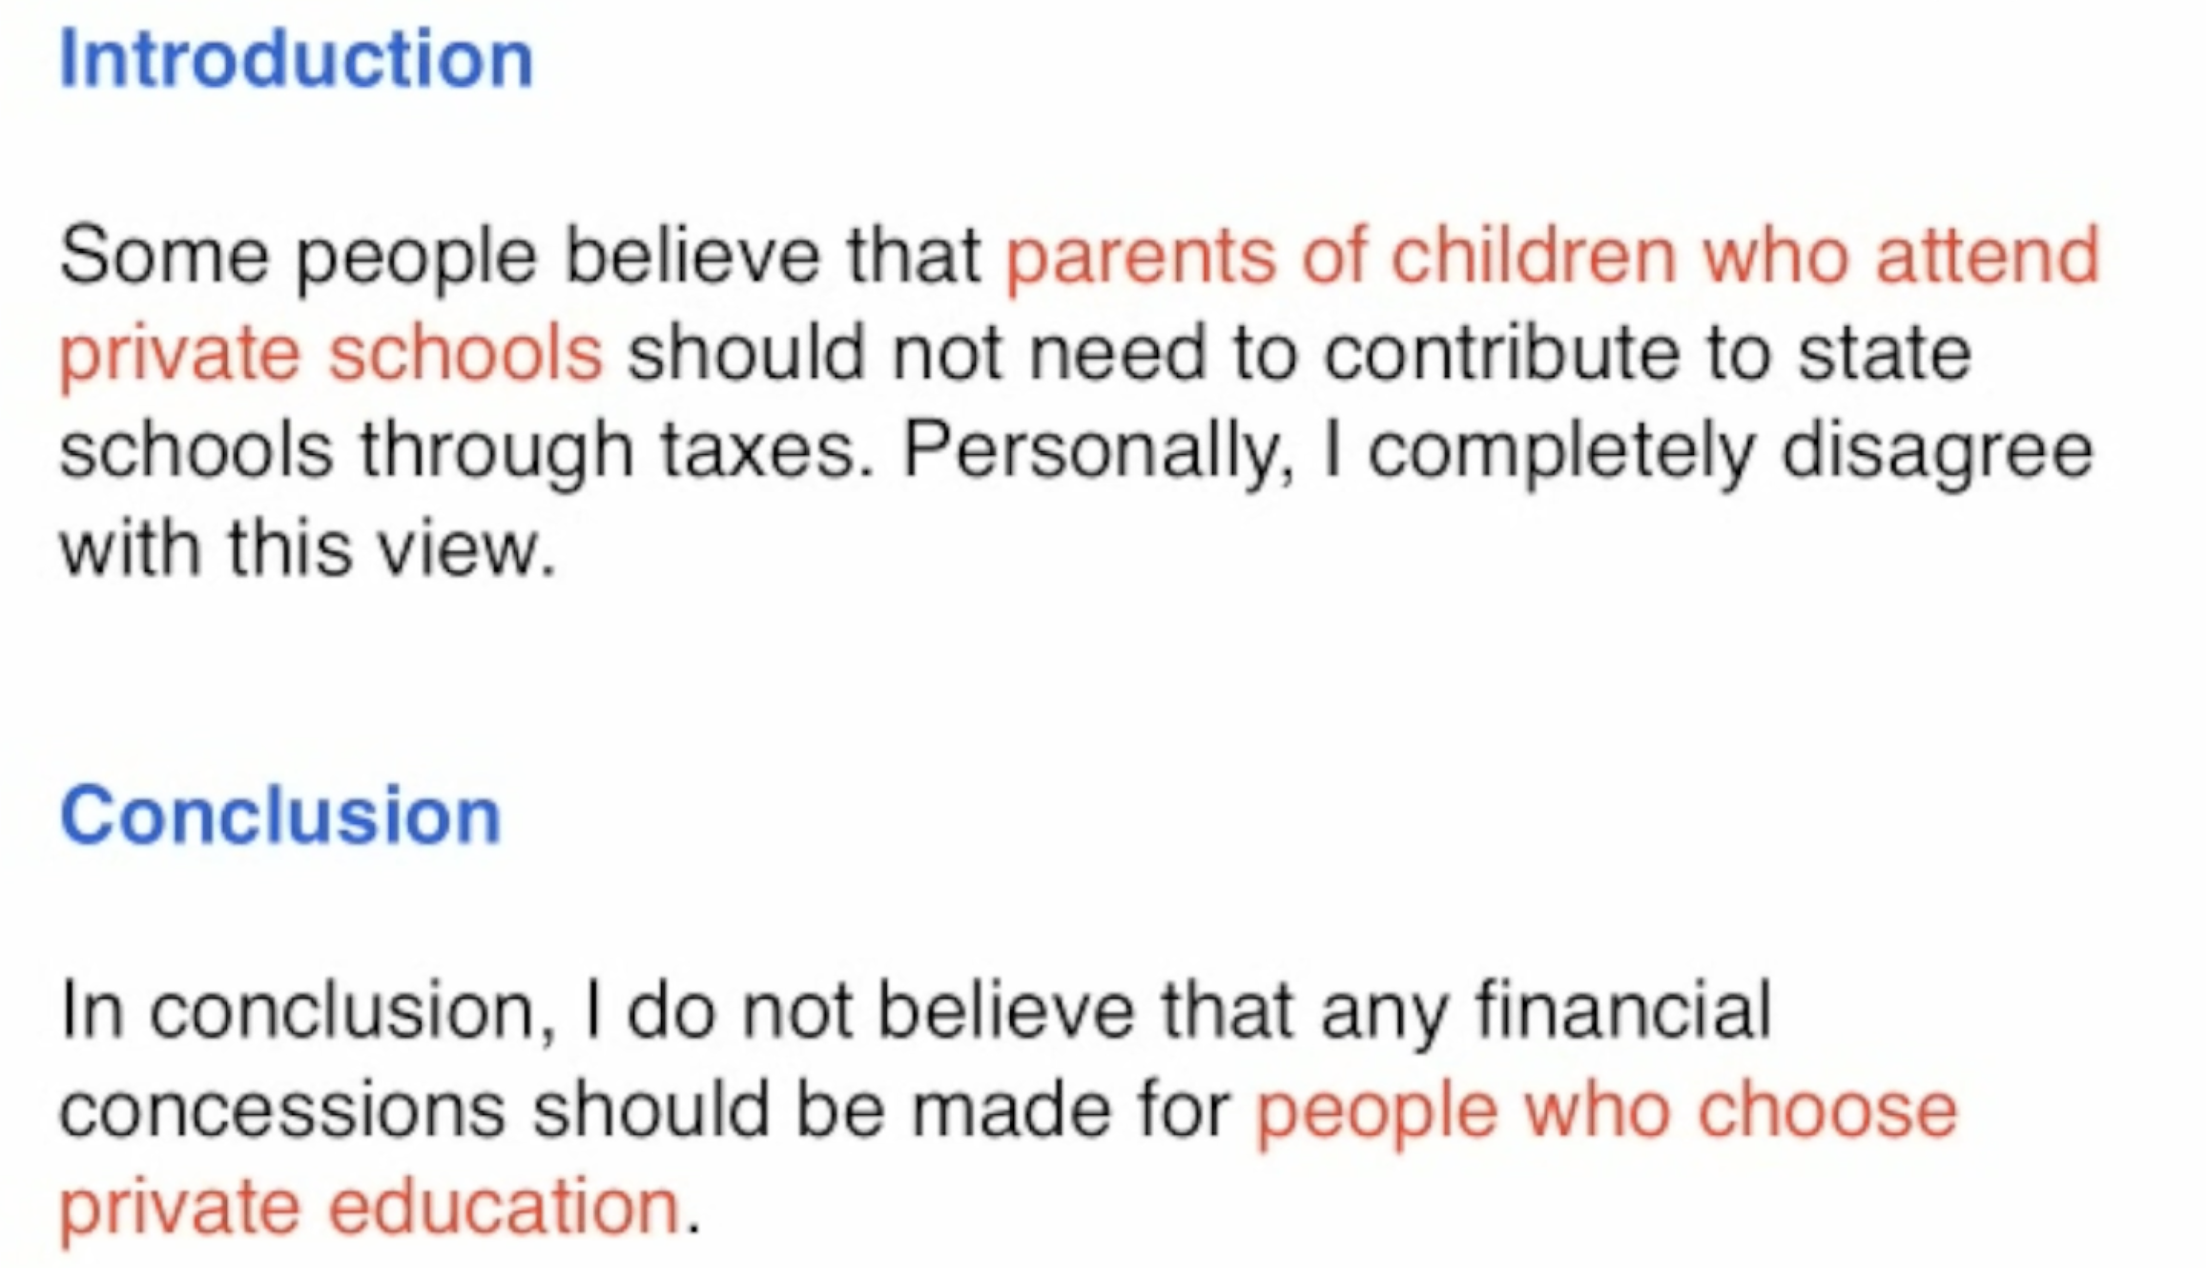 Introduction
Some people believe that parents of children who attend
private schools should not need to contribute to state
schools through taxes. Personally, I completely disagree
with this view.
Conclusion
In conclusion, I do not believe that any financial
concessions should be made for people who choose
private education.